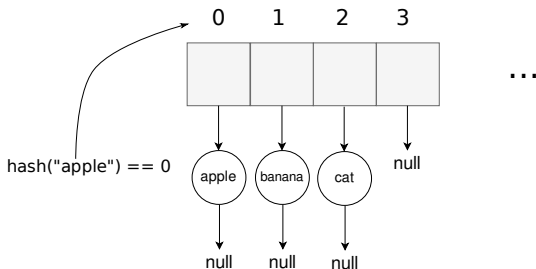 0 1 2 3
...
hash("apple") == 0
apple banana cat null
null null null